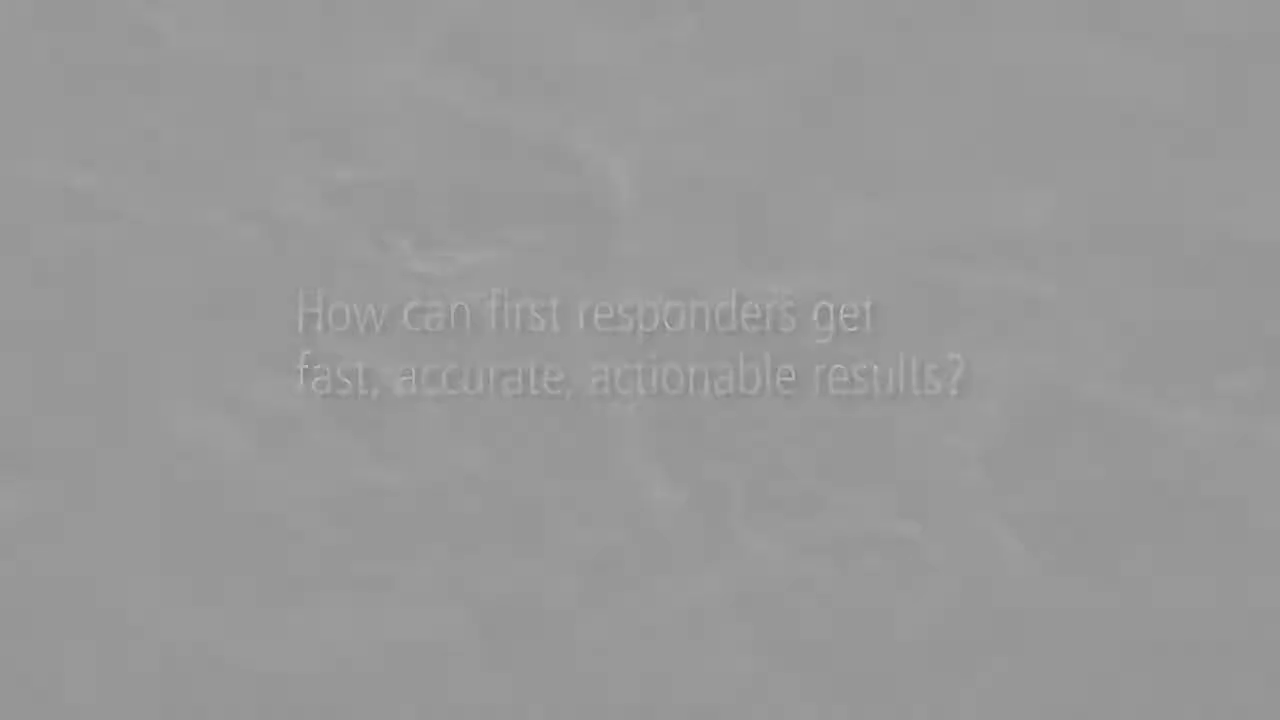 How can first responders get
fast, accurate, actionable results?